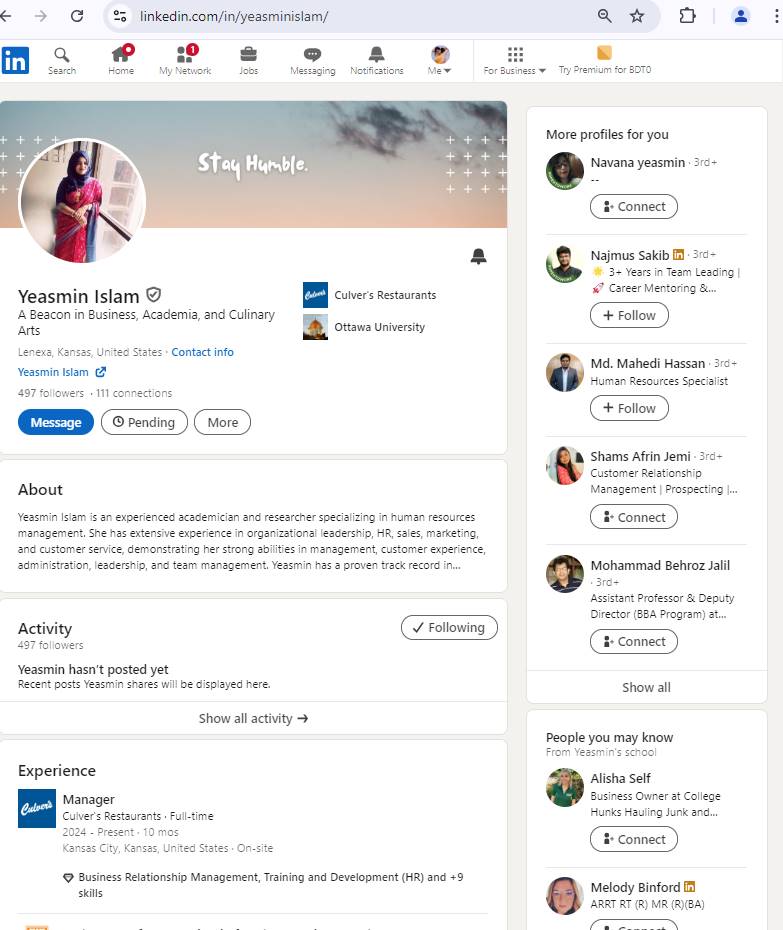 linkedin.com/in/yeasminislam/
in
Search
Home
1
My Network
Jobs
Messaging
Notifications
Me
For Business
Try Premium for BDT0
Stay Humble.
Yeasmin Islam
A Beacon in Business, Academia, and Culinary
Arts
Lenexa, Kansas, United States · Contact info
Yeasmin Islam
497 followers · 111 connections
Message
Pending
More
Culver's
Culver's Restaurants
Ottawa University
About
Yeasmin Islam is an experienced academician and researcher specializing in human resources
management. She has extensive experience in organizational leadership, HR, sales, marketing,
and customer service, demonstrating her strong abilities in management, customer experience,
administration, leadership, and team management. Yeasmin has a proven track record in...
Activity
497 followers
Following
Yeasmin hasn't posted yet
Recent posts Yeasmin shares will be displayed here.
Show all activity →
Experience
Culver's
Manager
Culver's Restaurants · Full-time
2024 - Present · 10 mos
Kansas City, Kansas, United States · On-site
Business Relationship Management, Training and Development (HR) and +9
skills
More profiles for you
Navana yeasmin · 3rd+
--
Connect
Najmus Sakib in · 3rd+
3+ Years in Team Leading |
Career Mentoring &...
+ Follow
Md. Mahedi Hassan · 3rd+
Human Resources Specialist
+ Follow
Shams Afrin Jemi · 3rd+
Customer Relationship
Management | Prospecting |...
Connect
Mohammad Behroz Jalil
· 3rd+
Assistant Professor & Deputy
Director (BBA Program) at...
Connect
Show all
People you may know
From Yeasmin's school
Alisha Self
Business Owner at College
Hunks Hauling Junk and...
Connect
Melody Binford in
ARRT RT (R) MR (R)(BA)
Connect